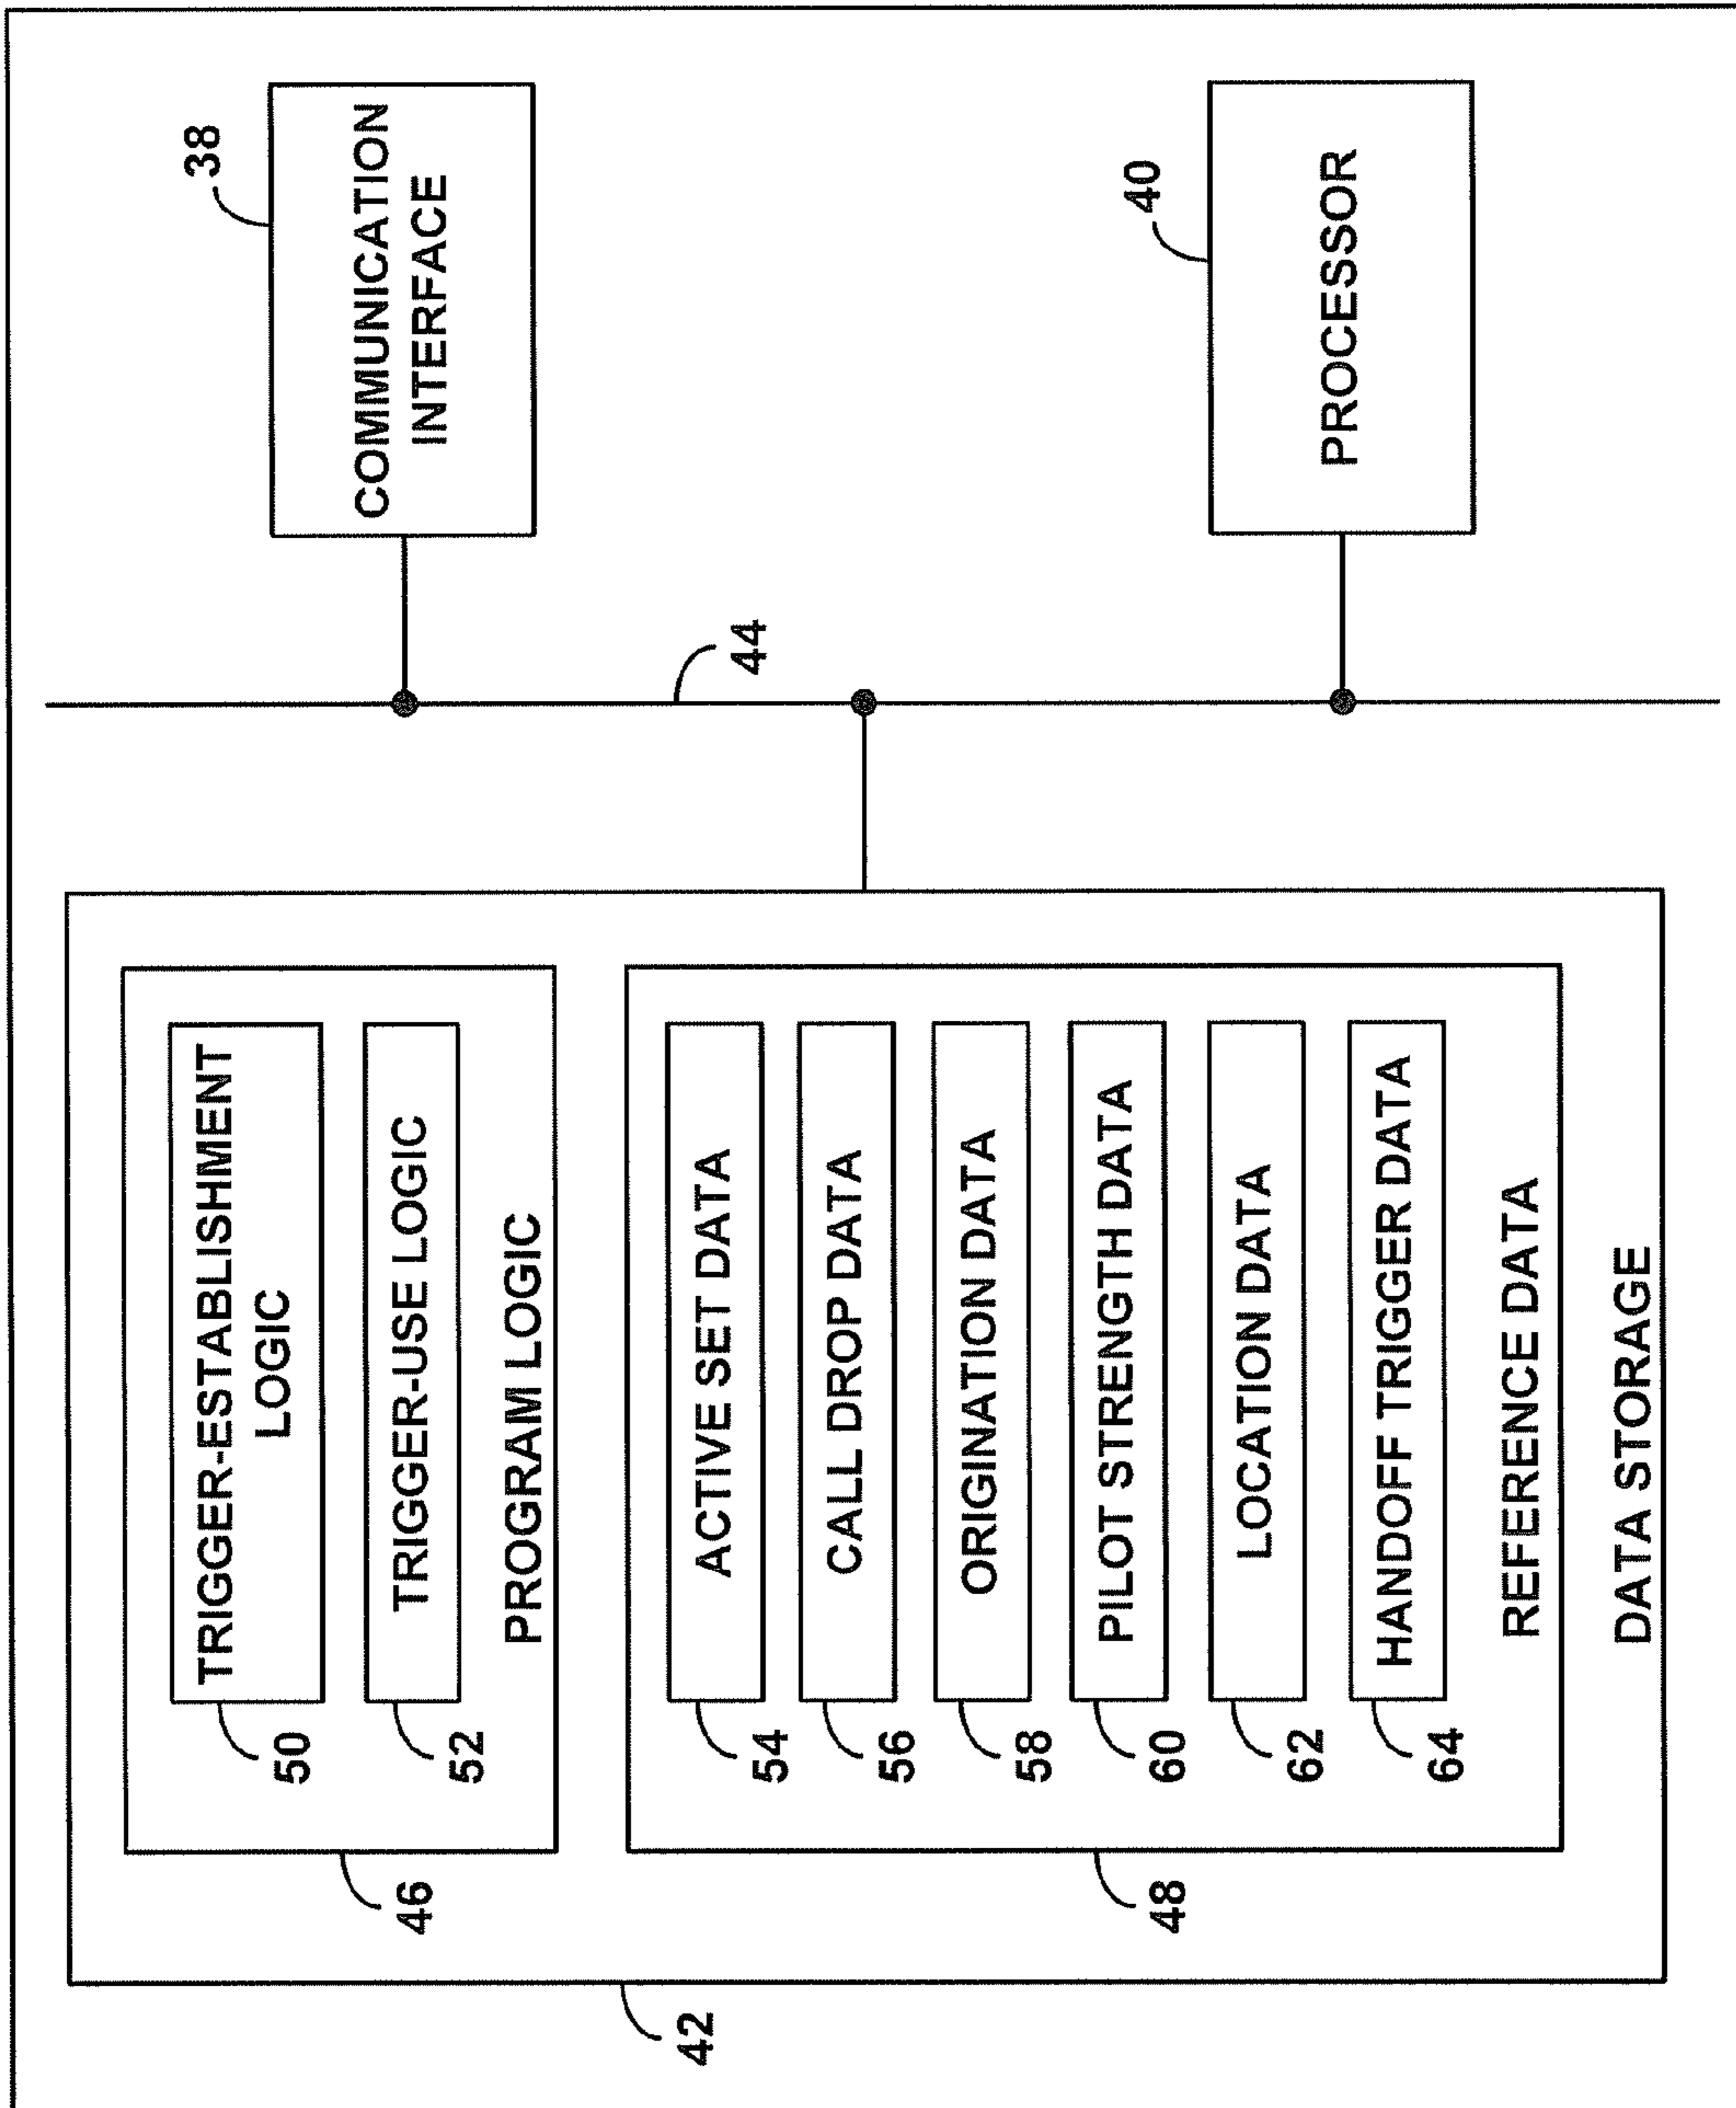 38
COMMUNICATION
INTERFACE
40
PROCESSOR
44
TRIGGER-ESTABLISHMENT
LOGIC
50
TRIGGER-USE LOGIC
52
PROGRAM LOGIC
46
ACTIVE SET DATA
54
CALL DROP DATA
56
ORIGINATION DATA
58
PILOT STRENGTH DATA
60
LOCATION DATA
62
HANDOFF TRIGGER DATA
64
REFERENCE DATA
48
DATA STORAGE
42